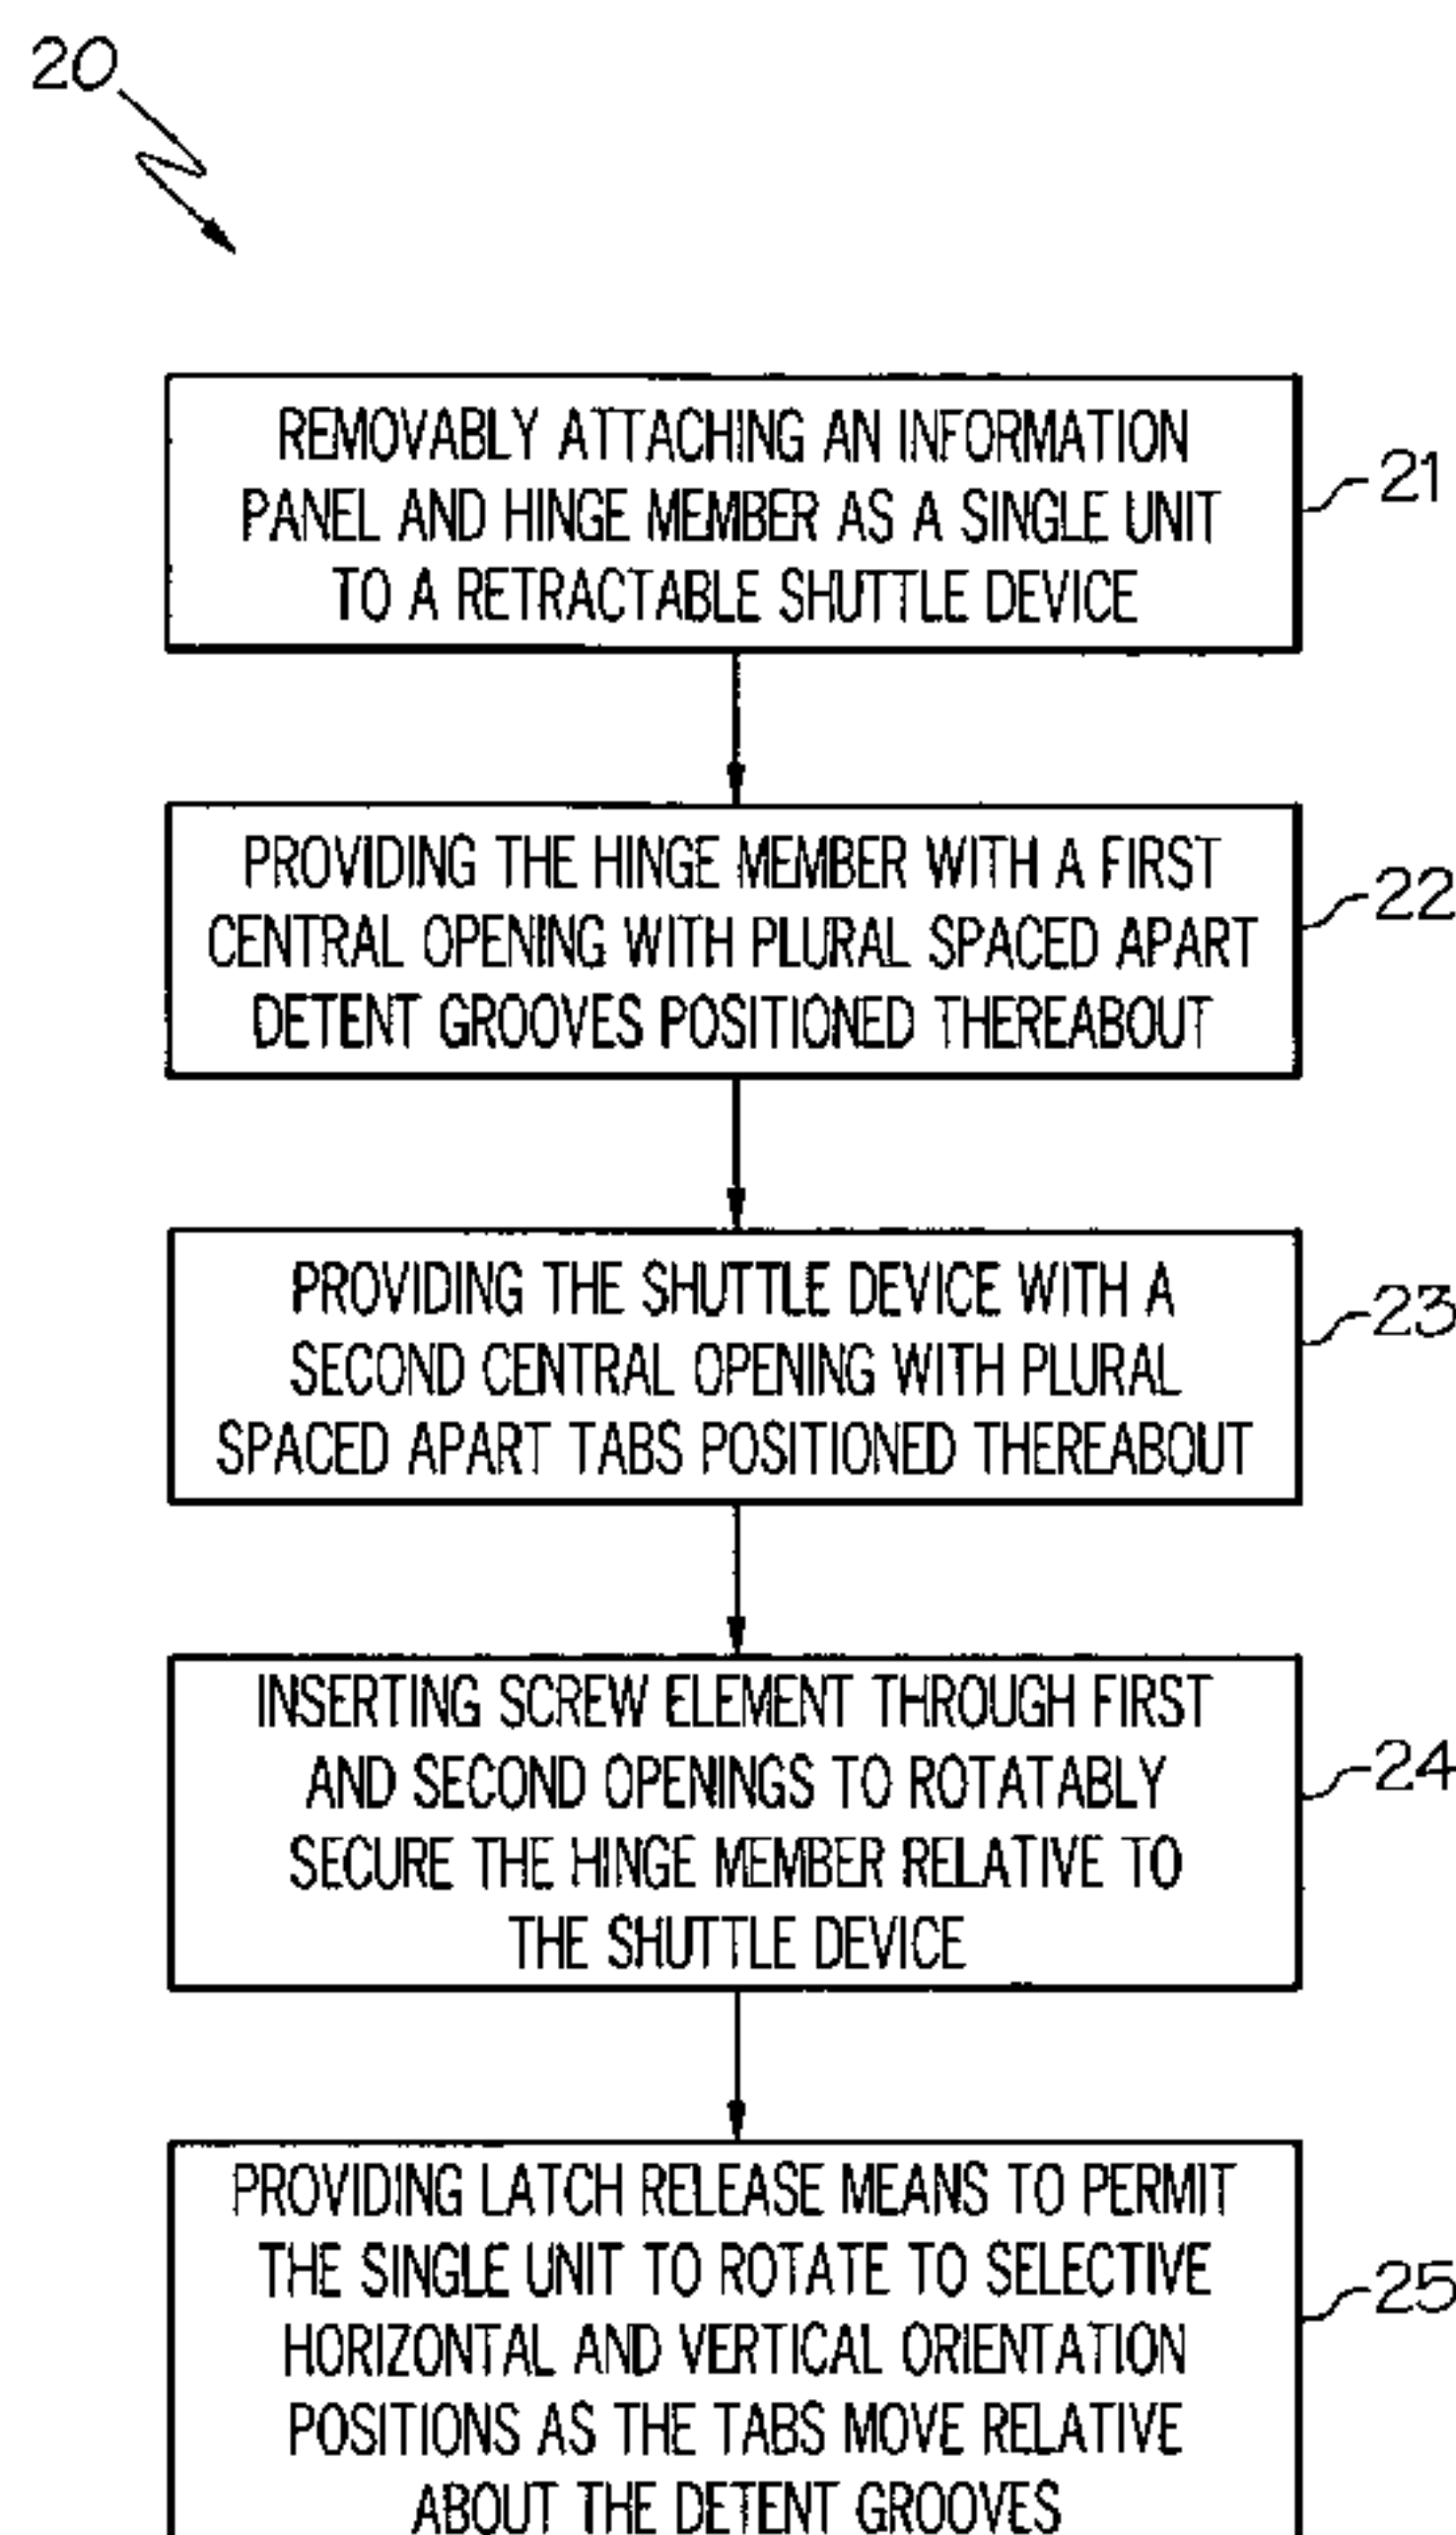 20
REMOVABLY ATTACHING AN INFORMATION
PANEL AND HINGE MEMBER AS A SINGLE UNIT
TO A RETRACTABLE SHUTTLE DEVICE
21
PROVIDING THE HINGE MEMBER WITH A FIRST
CENTRAL OPENING WITH PLURAL SPACED APART
DETENT GROOVES POSITIONED THEREABOUT
22
PROVIDING THE SHUTTLE DEVICE WITH A
SECOND CENTRAL OPENING WITH PLURAL
SPACED APART TABS POSITIONED THEREABOUT
23
INSERTING SCREW ELEMENT THROUGH FIRST
AND SECOND OPENINGS TO ROTATABLY
SECURE THE HINGE MEMBER RELATIVE TO
THE SHUTTLE DEVICE
24
PROVIDING LATCH RELEASE MEANS TO PERMIT
THE SINGLE UNIT TO ROTATE TO SELECTIVE
HORIZONTAL AND VERTICAL ORIENTATION
POSITIONS AS THE TABS MOVE RELATIVE
ABOUT THE DETENT GROOVES
25